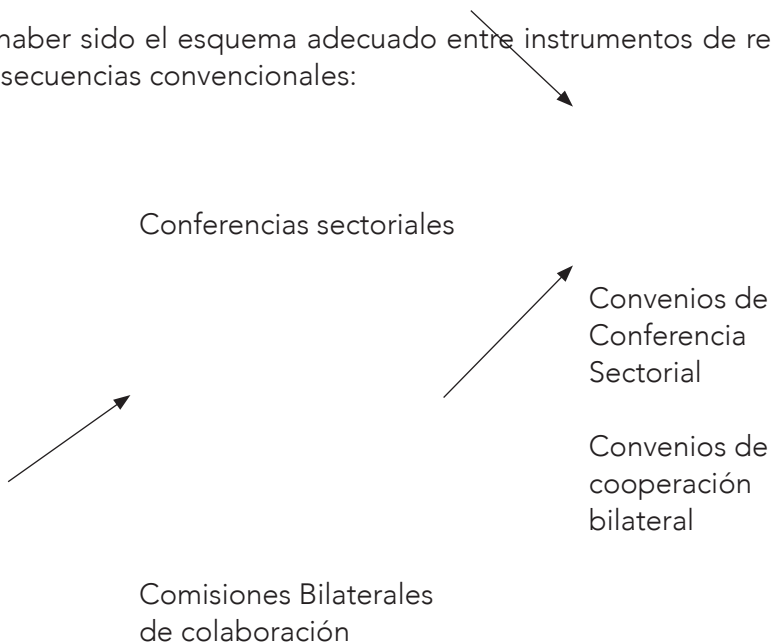 haber sido el esquema adecuado entre instrumentos de re
secuencias convencionales:
Conferencias sectoriales
Convenios de
Conferencia
Sectorial
Convenios de
cooperación
bilateral
Comisiones Bilaterales
de colaboración